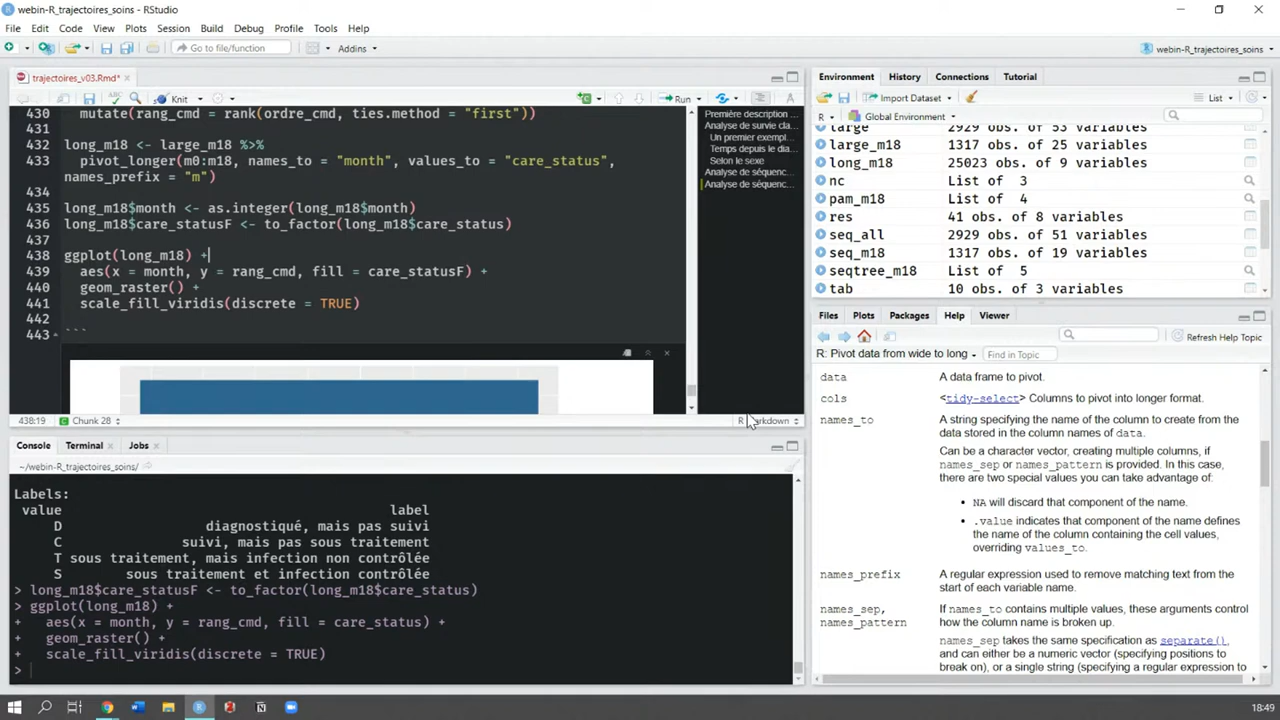 webin-R_trajectoires_soins - RStudio
File Edit Code View Plots Session Build Debug Profile Tools Help
Go to file/function Addins webin-R_trajectoires_soins
trajectoires_v03.Rmd*
Knit Run
430 mutate(rang_cmd = rank(ordre_cmd, ties.method = "first"))
431
432 long_m18 <- large_m18 %>%
433 pivot_longer(m0:m18, names_to = "month", values_to = "care_status",
names_prefix = "m")
434
435 long_m18$month <- as.integer(long_m18$month)
436 long_m18$care_statusF <- to_factor(long_m18$care_status)
437
438 ggplot(long_m18) +
439 aes(x = month, y = rang_cmd, fill = care_statusF) +
440 geom_raster() +
441 scale_fill_viridis(discrete = TRUE)
442
443 ```
Première description ...
Analyse de survie cla...
Un premier exempl...
Temps depuis le dia...
Selon le sexe
Analyse de séquenc...
Analyse de séquenc...
438:19 Chunk 28 R
Console Terminal Jobs
~/webin-R_trajectoires_soins/
Labels:
value label
D diagnostiqué, mais pas suivi
C suivi, mais pas sous traitement
T sous traitement, mais infection non contrôlée
S sous traitement et infection contrôlée
> long_m18$care_statusF <- to_factor(long_m18$care_status)
> ggplot(long_m18) +
+ aes(x = month, y = rang_cmd, fill = care_status) +
+ geom_raster() +
+ scale_fill_viridis(discrete = TRUE)
>
Environment History Connections Tutorial
Import Dataset List
R Global Environment
large 2929 obs. of 53 variables
large_m18 1317 obs. of 25 variables
long_m18 25023 obs. of 9 variables
nc List of 3
pam_m18 List of 4
res 41 obs. of 8 variables
seq_all 2929 obs. of 51 variables
seq_m18 1317 obs. of 19 variables
seqtree_m18 List of 5
tab 10 obs. of 3 variables
Files Plots Packages Help Viewer
Refresh Help Topic
R: Pivot data from wide to long Find in Topic
data A data frame to pivot.
cols <tidy-select> Columns to pivot into longer format.
names_to A string specifying the name of the column to create from the
data stored in the column names of data.
Can be a character vector, creating multiple columns, if
names_sep or names_pattern is provided. In this case,
there are two special values you can take advantage of:
• NA will discard that component of the name.
• .value indicates that component of the name defines
the name of the column containing the cell values,
overriding values_to.
names_prefix A regular expression used to remove matching text from the
start of each variable name.
names_sep, If names_to contains multiple values, these arguments control
names_pattern how the column name is broken up.
names_sep takes the same specification as separate(),
and can either be a numeric vector (specifying positions to
break on), or a single string (specifying a regular expression to
18:49